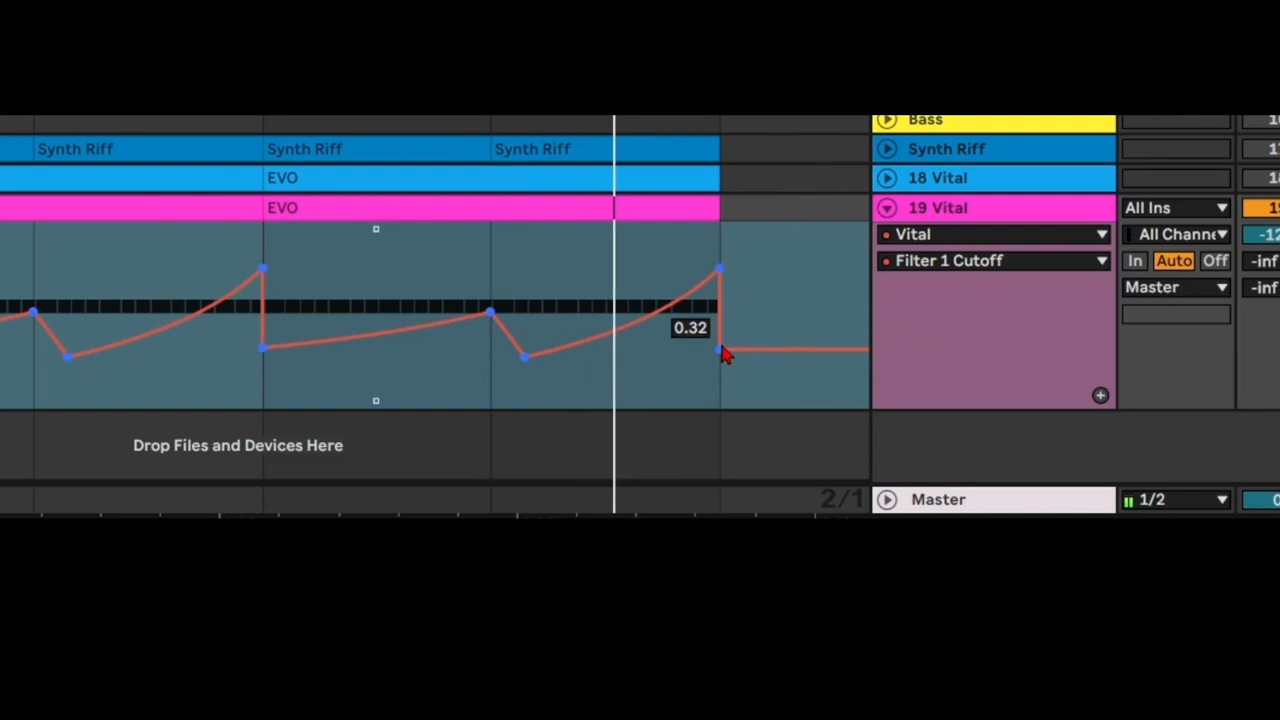 Bass
Synth Riff Synth Riff Synth Riff Synth Riff
EVO 18 Vital
EVO 19 Vital All Ins
Vital All Channe
Filter 1 Cutoff In Auto Off -inf
Master -inf
0.32
Drop Files and Devices Here
2/1 Master 1/2